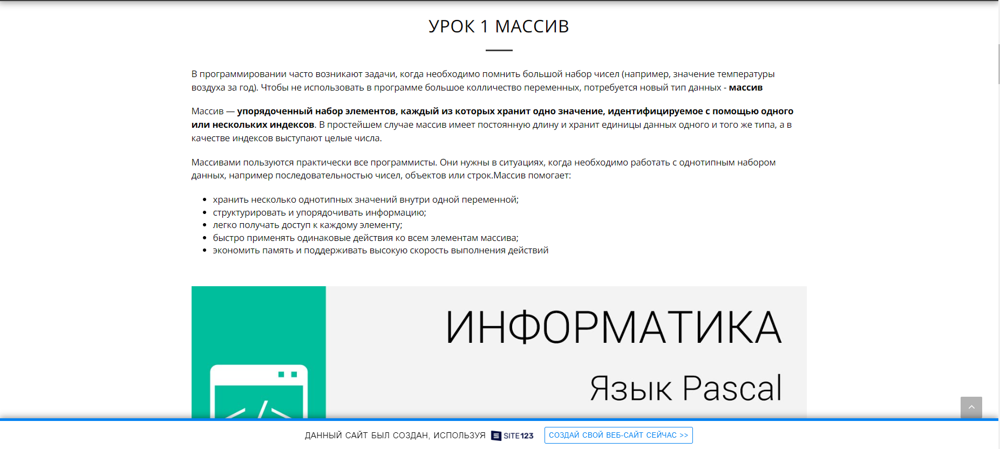 УРОК 1 МАССИВ
В программировании часто возникают задачи, когда необходимо помнить большой набор чисел (например, значение температуры
воздуха за год). Чтобы не использовать в программе большое колличество переменных, потребуется новый тип данных - массив
Массив — упорядоченный набор элементов, каждый из которых хранит одно значение, идентифицируемое с помощью одного
или нескольких индексов. В простейшем случае массив имеет постоянную длину и хранит единицы данных одного и того же типа, а в
качестве индексов выступают целые числа.
Массивами пользуются практически все программисты. Они нужны в ситуациях, когда необходимо работать с однотипным набором
данных, например последовательностью чисел, объектов или строк.Массив помогает:
• хранить несколько однотипных значений внутри одной переменной;
• структурировать и упорядочивать информацию;
• легко получать доступ к каждому элементу;
• быстро применять одинаковые действия ко всем элементам массива;
• экономить память и поддерживать высокую скорость выполнения действий
ИНФОРМАТИКА
Язык Pascal
</>
ДАННЫЙ САЙТ БЫЛ СОЗДАН, ИСПОЛЬЗУЯ SITE123 СОЗДАЙ СВОЙ ВЕБ-САЙТ СЕЙЧАС >>